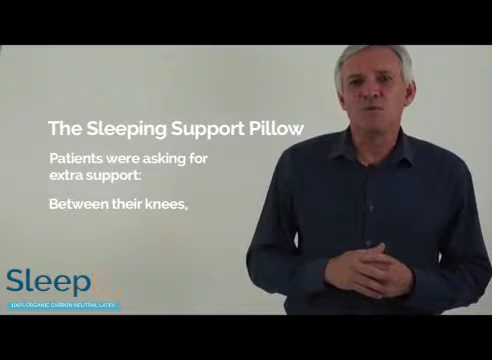 The Sleeping Support Pillow
Patients were asking for
extra support:
Between their knees,
Sleep
100% ORGANIC CARBON NEUTRAL LATEX